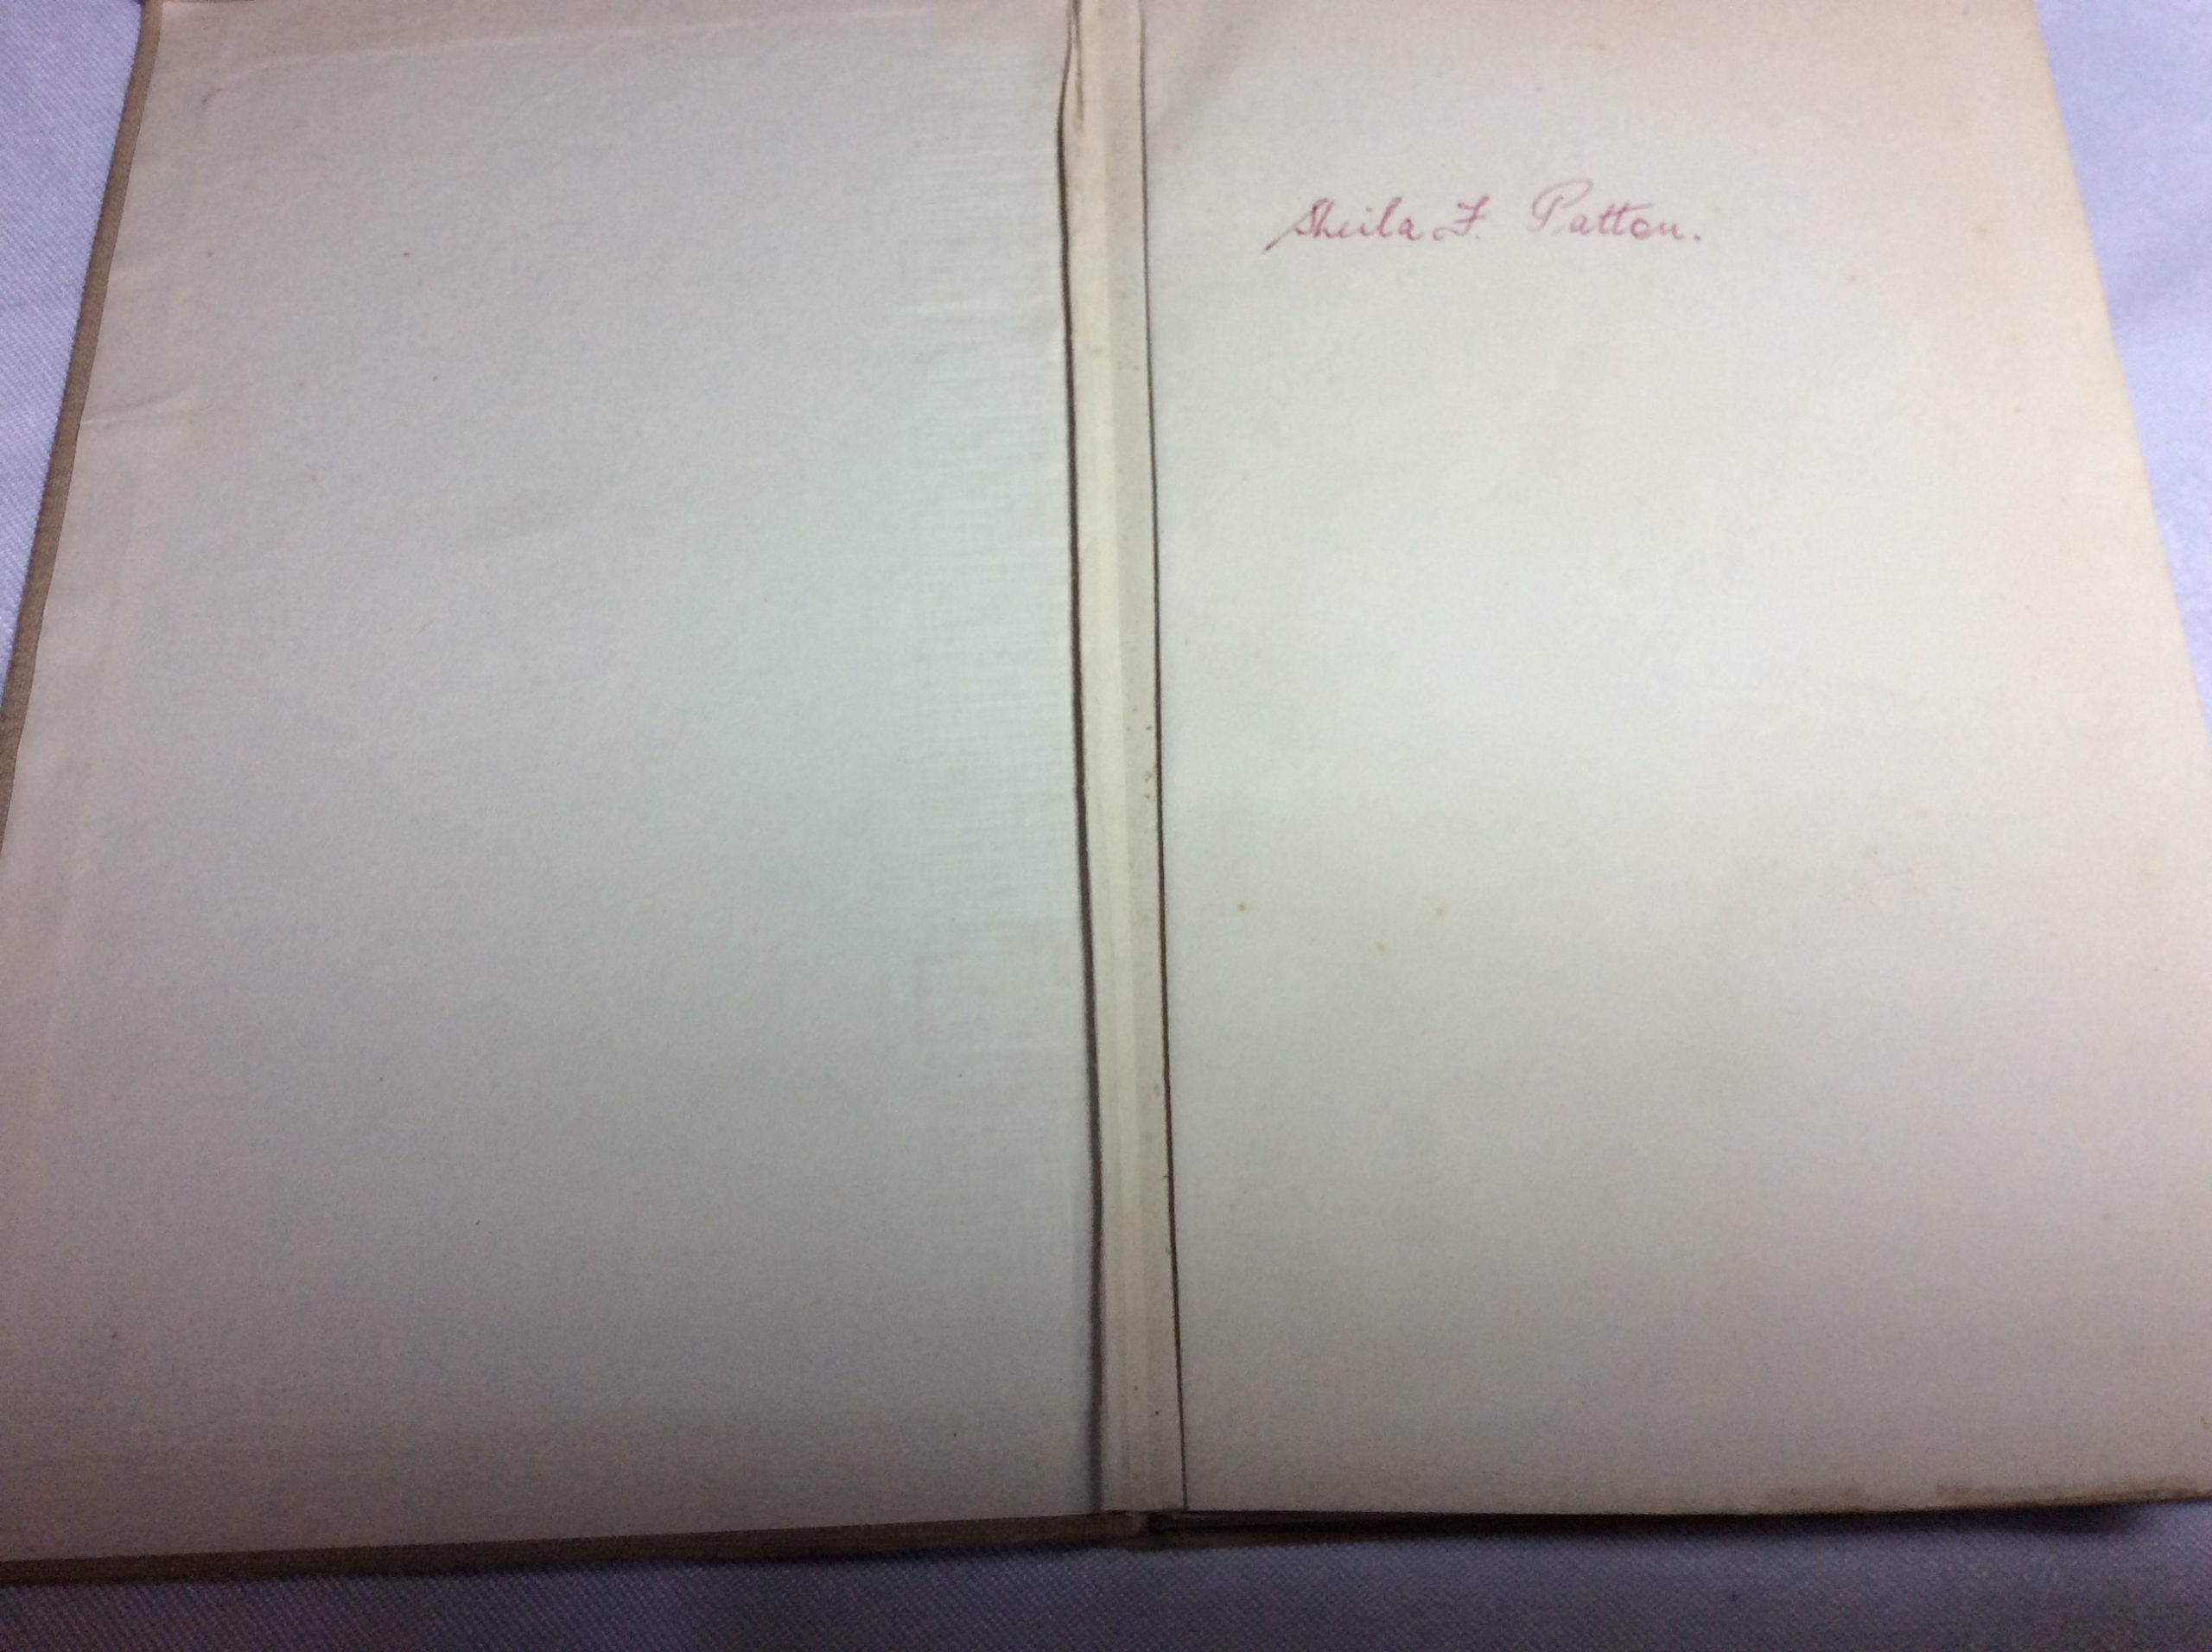 Sheila F. Patton.